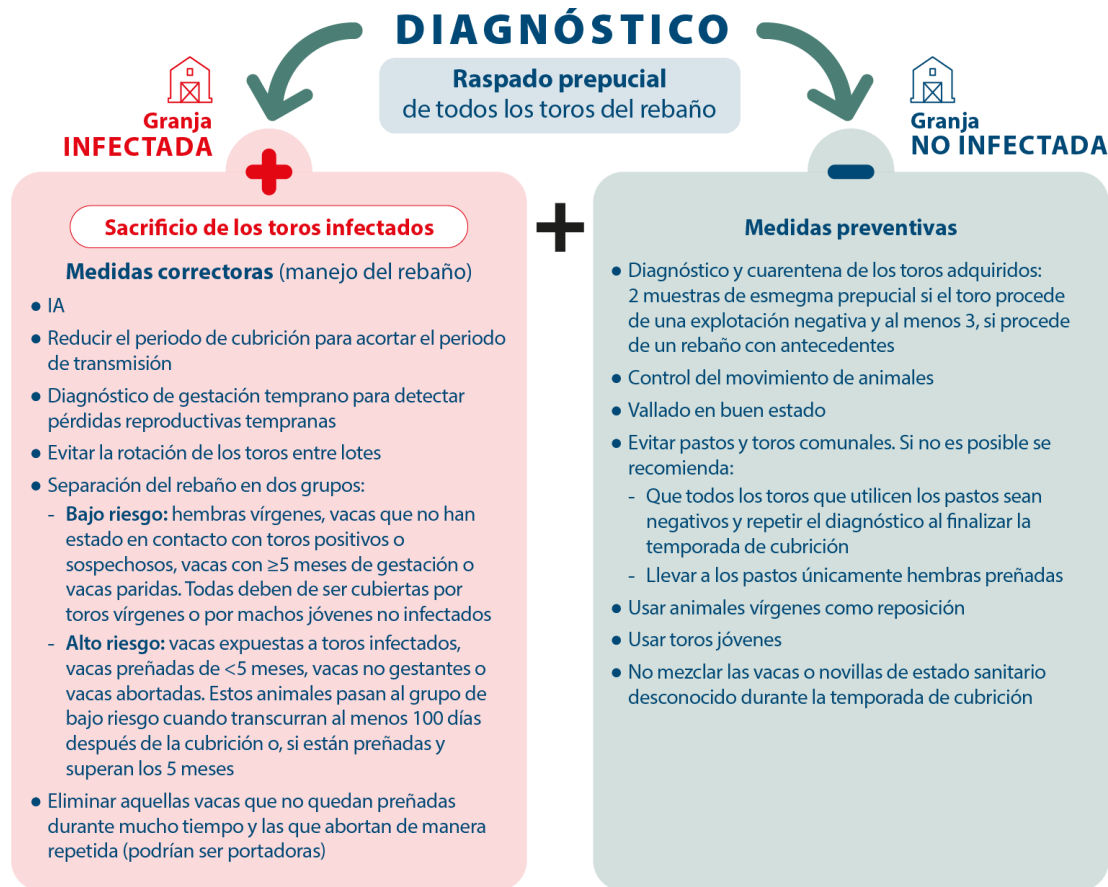 DIAGNÓSTICO
Raspado prepucial
de todos los toros del rebaño
Granja
INFECTADA
Granja
NO INFECTADA
Sacrificio de los toros infectados
Medidas correctoras (manejo del rebaño)
● IA
● Reducir el periodo de cubrición para acortar el periodo
de transmisión
● Diagnóstico de gestación temprano para detectar
pérdidas reproductivas tempranas
● Evitar la rotación de los toros entre lotes
● Separación del rebaño en dos grupos:
- Bajo riesgo: hembras vírgenes, vacas que no han
estado en contacto con toros positivos o
sospechosos, vacas con ≥5 meses de gestación o
vacas paridas. Todas deben de ser cubiertas por
toros vírgenes o por machos jóvenes no infectados
- Alto riesgo: vacas expuestas a toros infectados,
vacas preñadas de <5 meses, vacas no gestantes o
vacas abortadas. Estos animales pasan al grupo de
bajo riesgo cuando transcurran al menos 100 días
después de la cubrición o, si están preñadas y
superan los 5 meses
● Eliminar aquellas vacas que no quedan preñadas
durante mucho tiempo y las que abortan de manera
repetida (podrían ser portadoras)
+
Medidas preventivas
● Diagnóstico y cuarentena de los toros adquiridos:
2 muestras de esmegma prepucial si el toro procede
de una explotación negativa y al menos 3, si procede
de un rebaño con antecedentes
● Control del movimiento de animales
● Vallado en buen estado
● Evitar pastos y toros comunales. Si no es posible se
recomienda:
- Que todos los toros que utilicen los pastos sean
negativos y repetir el diagnóstico al finalizar la
temporada de cubrición
- Llevar a los pastos únicamente hembras preñadas
● Usar animales vírgenes como reposición
● Usar toros jóvenes
● No mezclar las vacas o novillas de estado sanitario
desconocido durante la temporada de cubrición